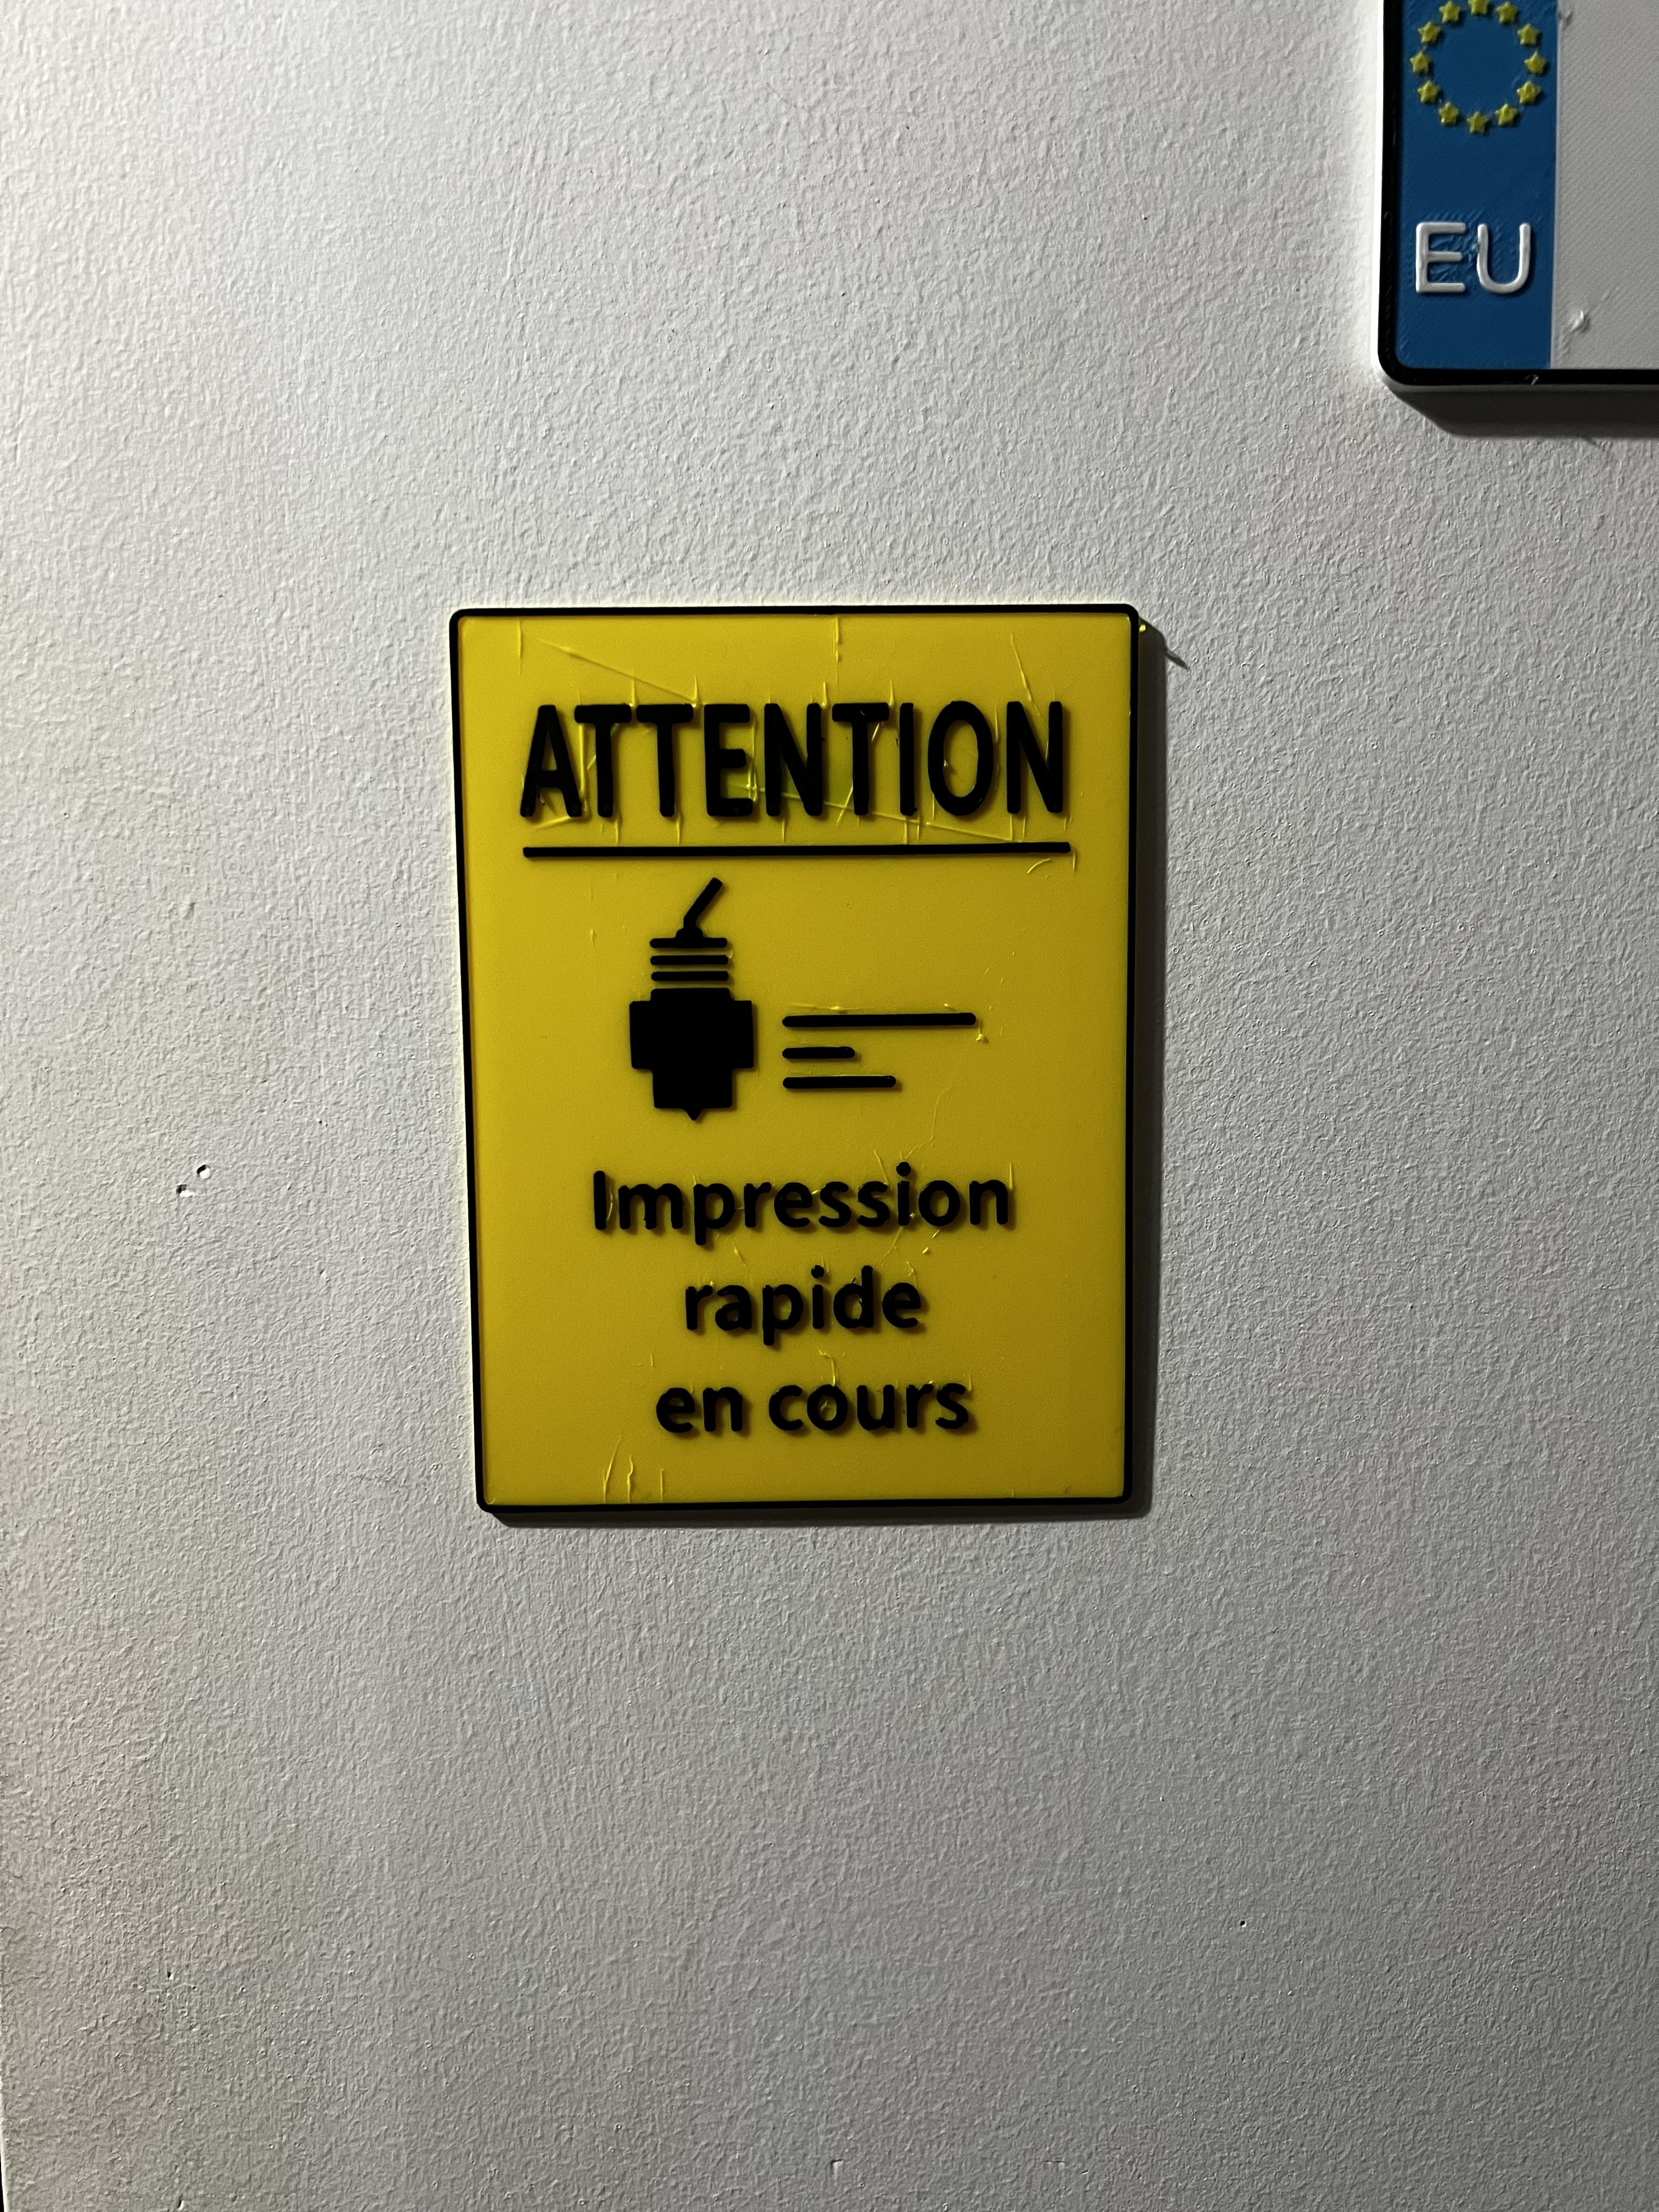 EU
ATTENTION
Impression
rapide
en cours